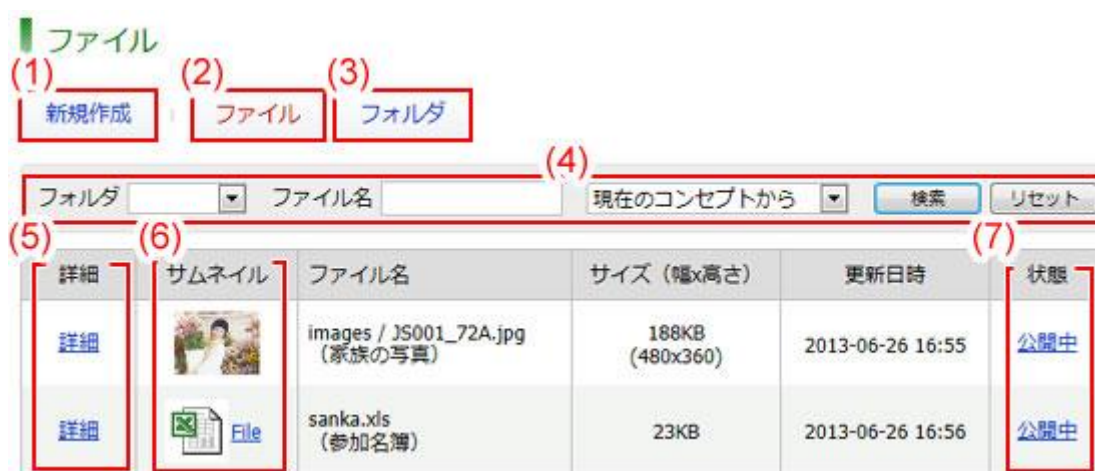 ファイル
(1) (2) (3)
新規作成 ファイル フォルダ
(4)
フォルダ ファイル名 現在のコンセプトから 検索 リセット
(5) (6) (7)
詳細 サムネイル ファイル名 サイズ（幅x高さ） 更新日時 状態
詳細 images / JS001_72A.jpg 188KB 2013-06-26 16:55 公開中
（家族の写真） (480x360)
詳細 File sanka.xls 23KB 2013-06-26 16:56 公開中
（参加名簿）